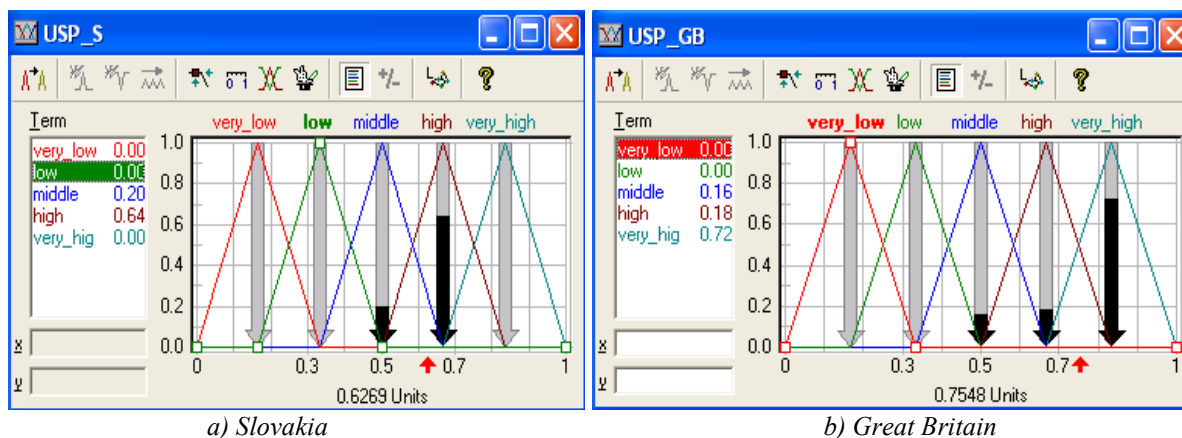 USP_S
Term
very_low 0.00
low 0.00
middle 0.20
high 0.64
very_hig 0.00
x
y
very_low low middle high very_high
1.0
0.8
0.6
0.4
0.2
0.0
0 0.3 0.5 0.7 1
0.6269 Units
a) Slovakia
USP_GB
Term
very_low 0.00
low 0.00
middle 0.16
high 0.18
very_hig 0.72
x
y
very_low low middle high very_high
1.0
0.8
0.6
0.4
0.2
0.0
0 0.3 0.5 0.7 1
0.7548 Units
b) Great Britain